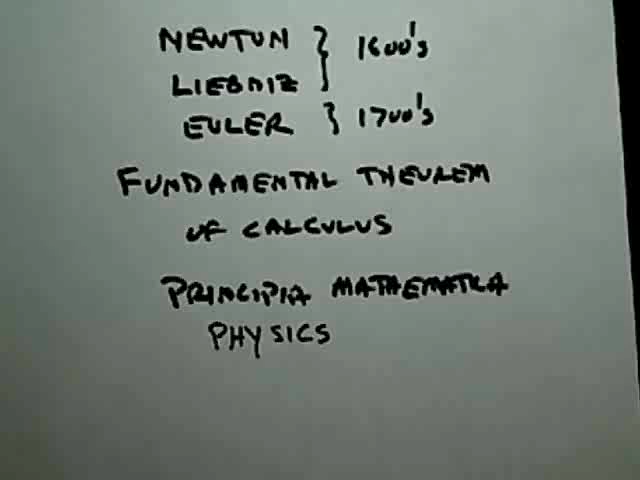 NEWTON } 1600's
LIEBNIZ
EULER } 1700's
FUNDAMENTAL THEOREM
OF CALCULUS
PRINCIPIA MATHEMATICA
PHYSICS